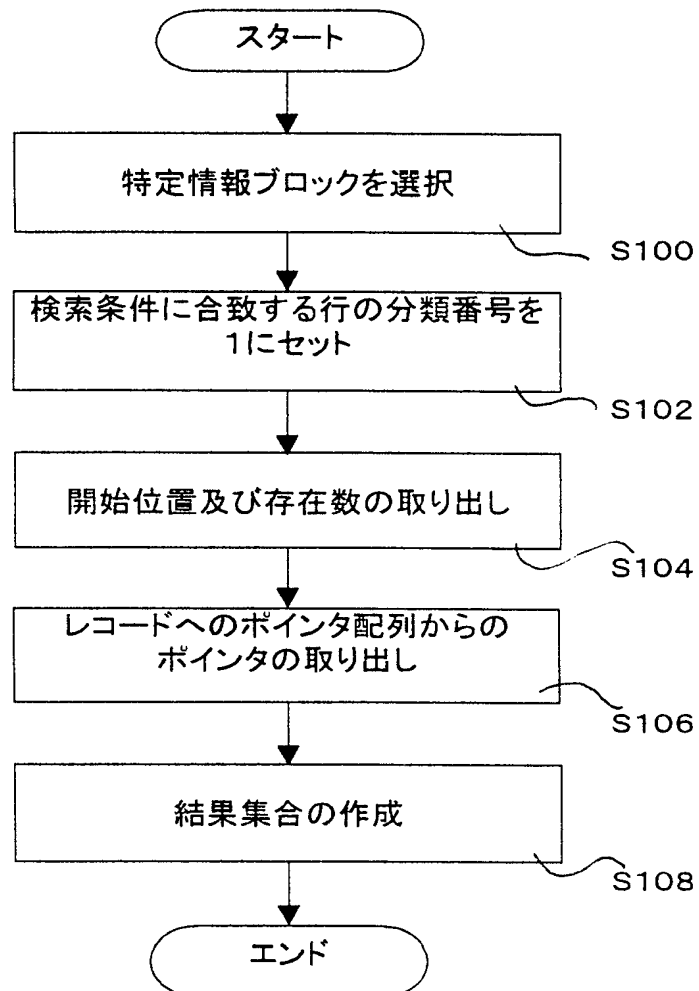 スタート
特定情報ブロックを選択
S100
検索条件に合致する行の分類番号を
1にセット
S102
開始位置及び存在数の取り出し
S104
レコードへのポインタ配列からの
ポインタの取り出し
S106
結果集合の作成
S108
エンド